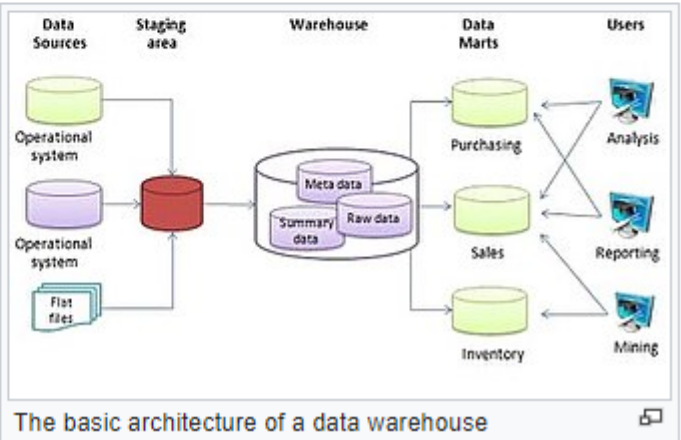 Data
Sources
Staging
area
Warehouse
Data
Marts
Users
Operational
system
Operational
system
Flat
files
Meta data
Summary
data
Raw data
Purchasing
Sales
Inventory
Analysis
Reporting
Mining
The basic architecture of a data warehouse